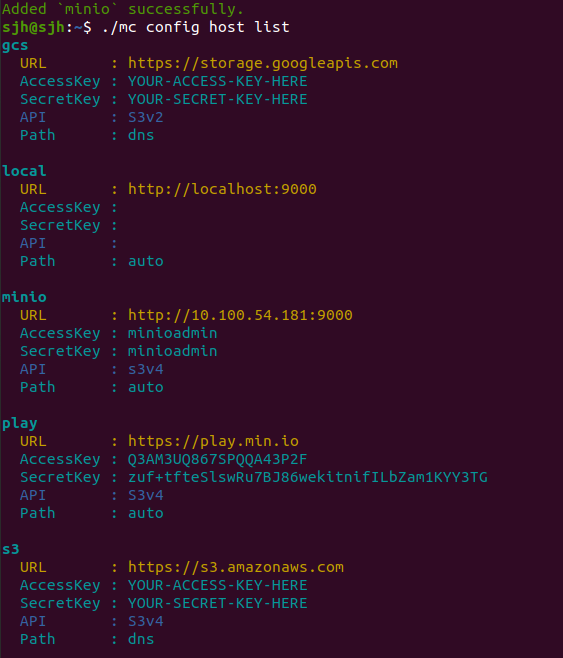 Added `minio` successfully.
sjh@sjh:~$ ./mc config host list
gcs
  URL       : https://storage.googleapis.com
  AccessKey : YOUR-ACCESS-KEY-HERE
  SecretKey : YOUR-SECRET-KEY-HERE
  API       : S3v2
  Path      : dns

local
  URL       : http://localhost:9000
  AccessKey :
  SecretKey :
  API       :
  Path      : auto

minio
  URL       : http://10.100.54.181:9000
  AccessKey : minioadmin
  SecretKey : minioadmin
  API       : s3v4
  Path      : auto

play
  URL       : https://play.min.io
  AccessKey : Q3AM3UQ867SPQQA43P2F
  SecretKey : zuf+tfteSlswRu7BJ86wekitnifILbZam1KYY3TG
  API       : S3v4
  Path      : auto

s3
  URL       : https://s3.amazonaws.com
  AccessKey : YOUR-ACCESS-KEY-HERE
  SecretKey : YOUR-SECRET-KEY-HERE
  API       : S3v4
  Path      : dns